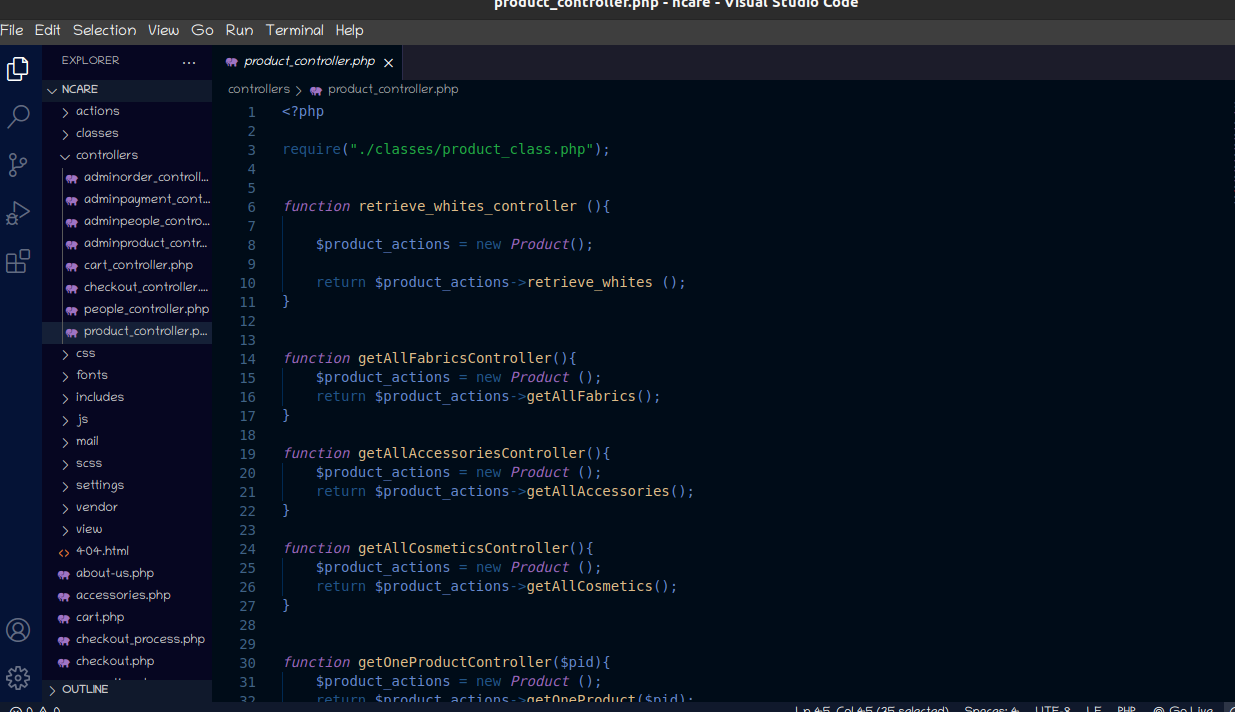 product_controller.php - ncare - Visual Studio Code
File Edit Selection View Go Run Terminal Help
EXPLORER ...
NCARE
actions
classes
controllers
adminorder_controll...
adminpayment_cont...
adminpeople_contro...
adminproduct_contr...
cart_controller.php
checkout_controller....
people_controller.php
product_controller.p...
css
fonts
includes
js
mail
scss
settings
vendor
view
404.html
about-us.php
accessories.php
cart.php
checkout_process.php
checkout.php
OUTLINE
product_controller.php
controllers > product_controller.php
1 <?php
2
3 require("./classes/product_class.php");
4
5
6 function retrieve_whites_controller (){
7
8 $product_actions = new Product();
9
10 return $product_actions->retrieve_whites ();
11 }
12
13
14 function getAllFabricsController(){
15 $product_actions = new Product ();
16 return $product_actions->getAllFabrics();
17 }
18
19 function getAllAccessoriesController(){
20 $product_actions = new Product ();
21 return $product_actions->getAllAccessories();
22 }
23
24 function getAllCosmeticsController(){
25 $product_actions = new Product ();
26 return $product_actions->getAllCosmetics();
27 }
28
29
30 function getOneProductController($pid){
31 $product_actions = new Product ();
32 return $product_actions->getOneProduct($pid);
0 0 Ln 45, Col 45 (35 selected) Spaces: 4 UTF-8 LF PHP Go Live